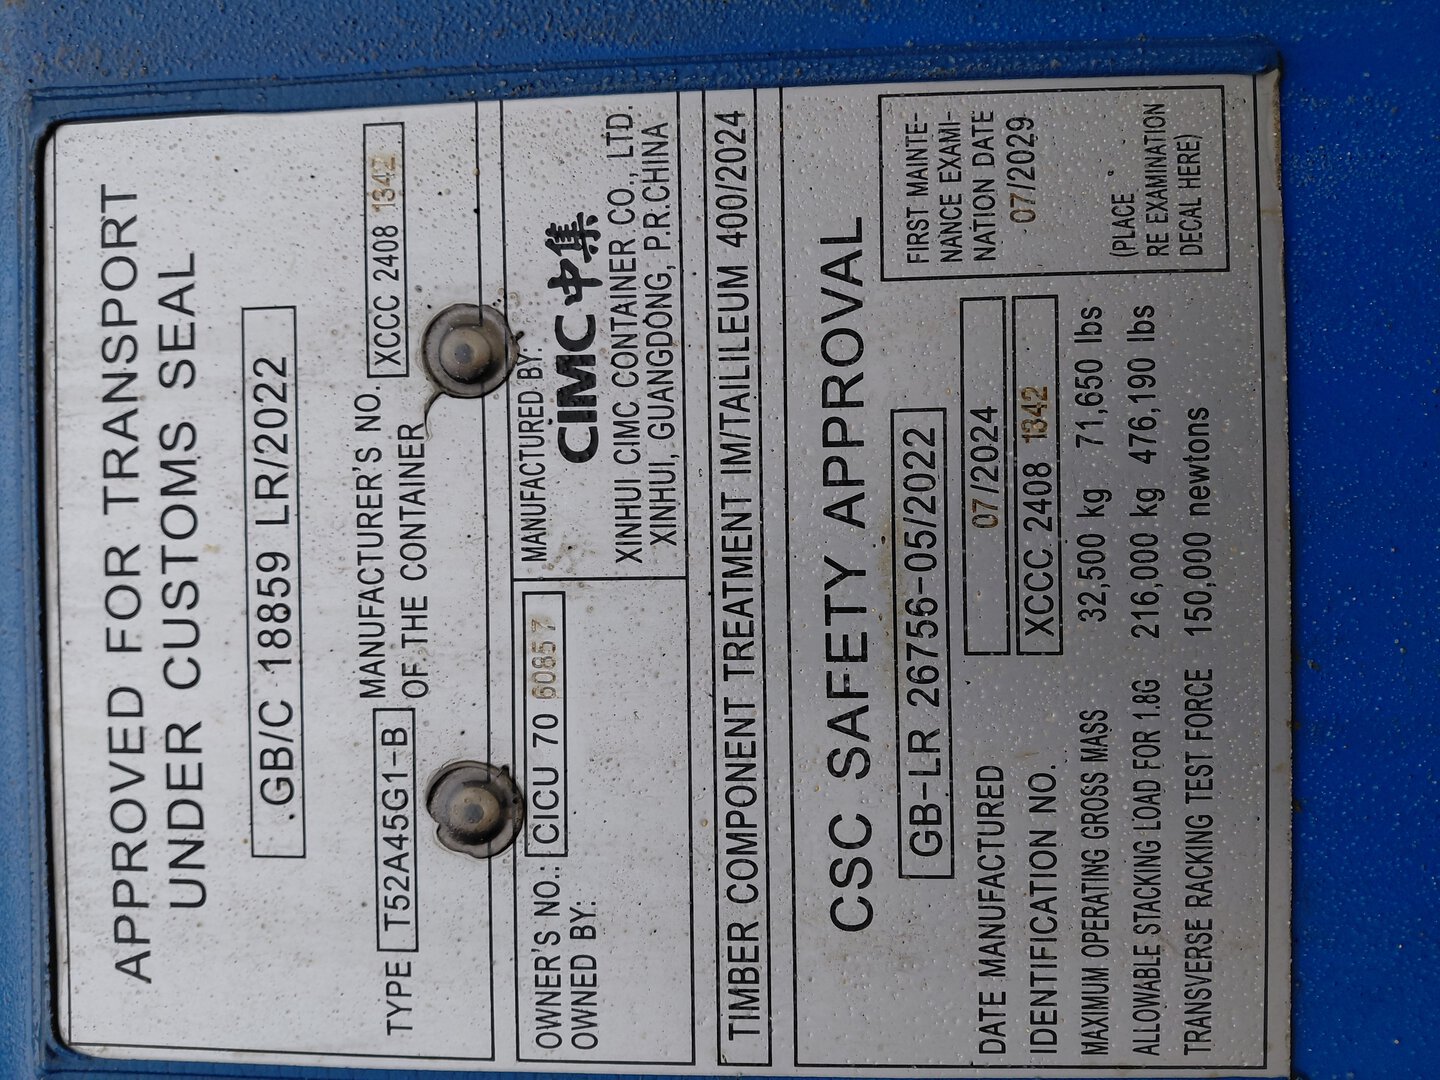 APPROVED FOR TRANSPORT
UNDER CUSTOMS SEAL
GB/C 18859 LR/2022
TYPE T52A45G1-B MANUFACTURER'S NO.
OF THE CONTAINER XCCC 2408 1342
OWNER'S NO.: CICU 70 60857
OWNED BY:
MANUFACTURED BY:
CIMC 中集
XINHUI CIMC CONTAINER CO., LTD.
XINHUI, GUANGDONG, P.R.CHINA
TIMBER COMPONENT TREATMENT IM/TAILILEUM 400/2024
CSC SAFETY APPROVAL
GB-LR 26756-05/2022
DATE MANUFACTURED 07/2024
IDENTIFICATION NO. XCCC 2408 1342
MAXIMUM OPERATING GROSS MASS 32,500 kg 71,650 lbs
ALLOWABLE STACKING LOAD FOR 1.8G 216,000 kg 476,190 lbs
TRANSVERSE RACKING TEST FORCE 150,000 newtons
FIRST MAINTE-
NANCE EXAMI-
NATION DATE
07/2029
(PLACE
RE EXAMINATION
DECAL HERE)